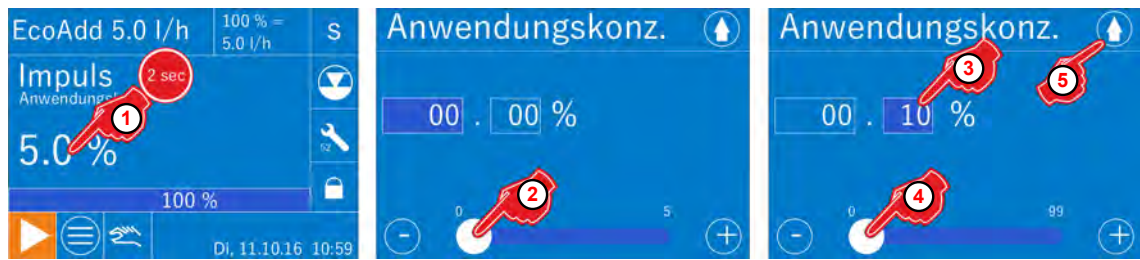 EcoAdd 5.0 l/h
100 % =
5.0 l/h
S
Impuls
2 sec
1
5.0 %
52
100 %
Di, 11.10.16 10:59
Anwendungskonz.
00 . 00 %
2
0 5
-
+
Anwendungskonz.
3
5
00 . 10 %
4
0 99
-
+